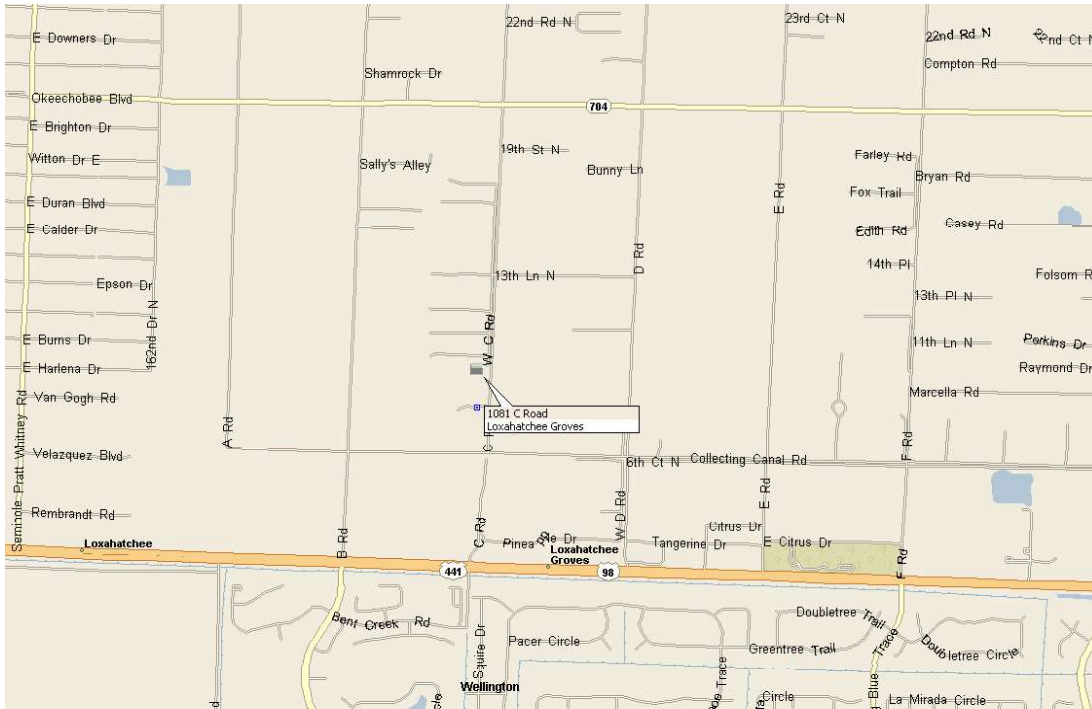 22nd Rd N
23rd Ct N
E Downers Dr
22nd Rd N
22nd Ct N
Compton Rd
Shamrock Dr
Okeechobee Blvd
704
E Brighton Dr
19th St N
Witton Dr E
Sally's Alley
Bunny Ln
Farley Rd
Bryan Rd
E Rd
Fox Trail
E Duran Blvd
Casey Rd
E Calder Dr
Edith Rd
D Rd
14th Pl
13th Ln N
Folsom R
Epson Dr
13th Pl N
162nd Dr N
W C Rd
E Burns Dr
11th Ln N
Perkins Dr
E Harlena Dr
Raymond Dr
Van Gogh Rd
Marcella Rd
Seminole Pratt Whitney Rd
1081 C Road
Loxahatchee Groves
A Rd
F Rd
Velazquez Blvd
6th Ct N
Collecting Canal Rd
E Rd
W D Rd
Rembrandt Rd
Citrus Dr
B Rd
C Rd
Loxahatchee
Tangerine Dr
E Citrus Dr
Loxahatchee
Groves
F Rd
441
98
Bent Creek Rd
Doubletree Trail
Pacer Circle
Greentree Trail
Doubletree Circle
Trace
Wellington
Circle
La Mirada Circle